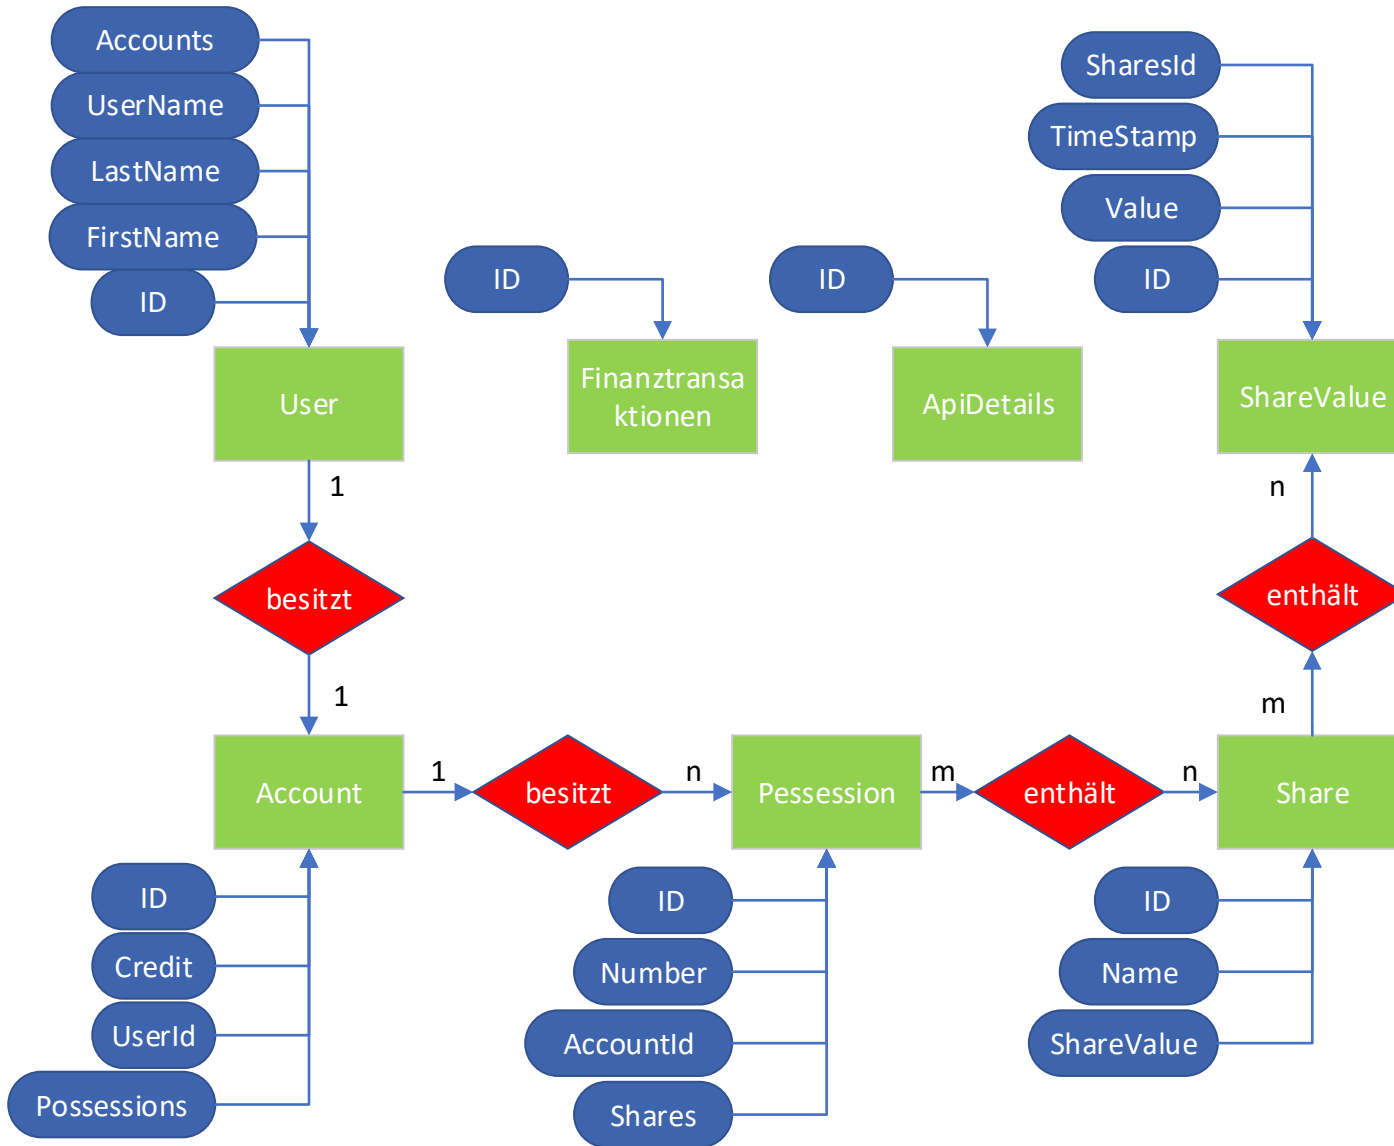 Accounts
UserName
LastName
FirstName
ID
User
ID
Finanztransa
ktionen
ID
ApiDetails
SharesId
TimeStamp
Value
ID
ShareValue
1
besitzt
1
n
enthält
m
Account
1
besitzt
n
Pessession
m
enthält
n
Share
ID
Credit
UserId
Possessions
ID
Number
AccountId
Shares
ID
Name
ShareValue